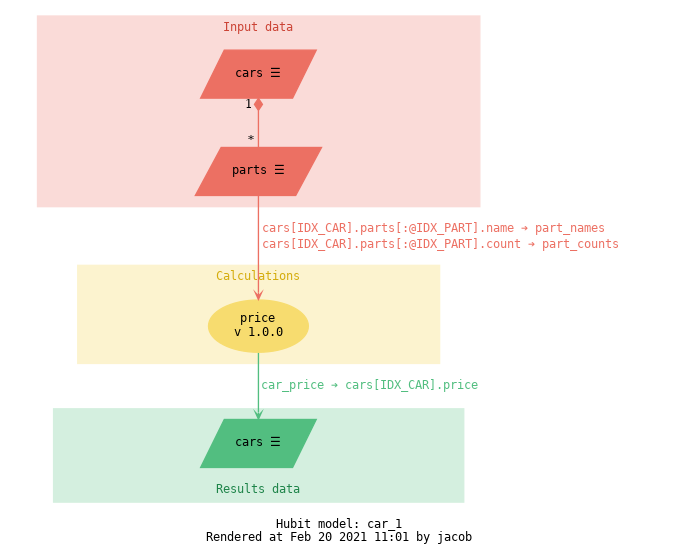 Input data
cars ☰
1
*
parts ☰
cars[IDX_CAR].parts[:@IDX_PART].name ➔ part_names
cars[IDX_CAR].parts[:@IDX_PART].count ➔ part_counts
Calculations
price
v 1.0.0
car_price ➔ cars[IDX_CAR].price
cars ☰
Results data
Hubit model: car_1
Rendered at Feb 20 2021 11:01 by jacob